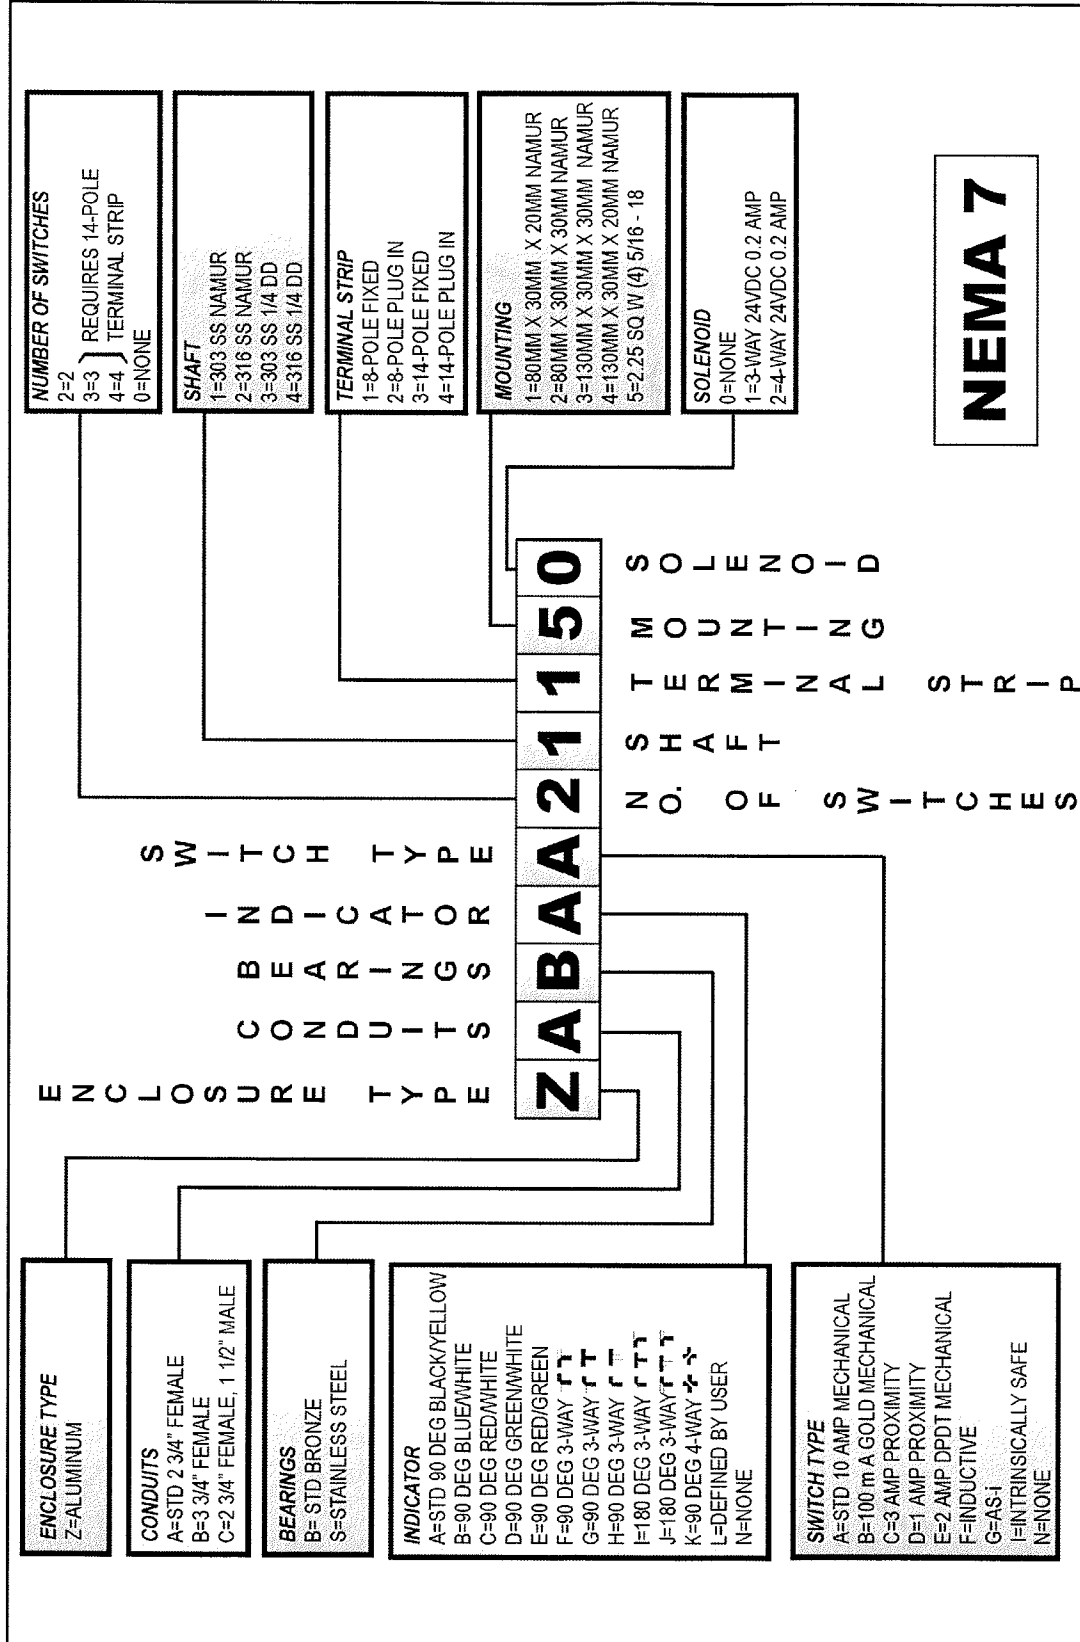 ENCLOSURE TYPE
Z=ALUMINUM
CONDUITS
A=STD 2 3/4" FEMALE
B=3 3/4" FEMALE
C=2 3/4" FEMALE, 1 1/2" MALE
BEARINGS
B= STD BRONZE
S=STAINLESS STEEL
INDICATOR
A=STD 90 DEG BLACK/YELLOW
B=90 DEG BLUE/WHITE
C=90 DEG RED/WHITE
D=90 DEG GREEN/WHITE
E=90 DEG RED/GREEN
F=90 DEG 3-WAY
G=90 DEG 3-WAY
H=90 DEG 3-WAY
I=180 DEG 3-WAY
J=180 DEG 3-WAY
K=90 DEG 4-WAY
L=DEFINED BY USER
N=NONE
SWITCH TYPE
A=STD 10 AMP MECHANICAL
B=100 m A GOLD MECHANICAL
C=3 AMP PROXIMITY
D=1 AMP PROXIMITY
E=2 AMP DPDT MECHANICAL
F=INDUCTIVE
G=AS-i
I=INTRINSICALLY SAFE
N=NONE
ENCLOSURE TYPE
CONDUITS
BEARINGS
INDICATOR
SWITCH TYPE
ZABAA21150
NO. OF SWITCHES
SHAFT
TERMINAL STRIP
MOUNTING
SOLENOID
NUMBER OF SWITCHES
2=2
3=3 } REQUIRES 14-POLE
4=4 } TERMINAL STRIP
0=NONE
SHAFT
1=303 SS NAMUR
2=316 SS NAMUR
3=303 SS 1/4 DD
4=316 SS 1/4 DD
TERMINAL STRIP
1=8-POLE FIXED
2=8-POLE PLUG IN
3=14-POLE FIXED
4=14-POLE PLUG IN
MOUNTING
1=80MM X 30MM X 20MM NAMUR
2=80MM X 30MM X 30MM NAMUR
3=130MM X 30MM X 30MM NAMUR
4=130MM X 30MM X 20MM NAMUR
5=2.25 SQ W (4) 5/16 - 18
SOLENOID
0=NONE
1=3-WAY 24VDC 0.2 AMP
2=4-WAY 24VDC 0.2 AMP
NEMA 7